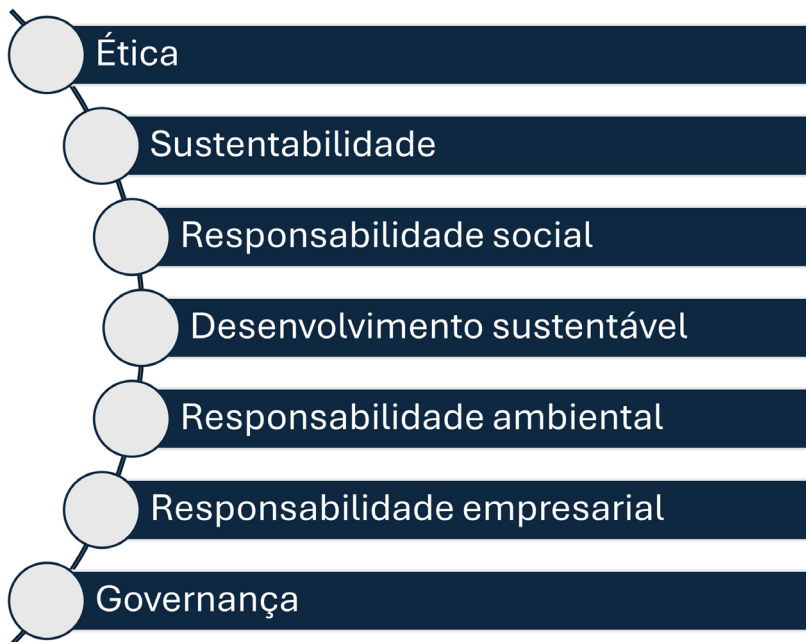 Ética
Sustentabilidade
Responsabilidade social
Desenvolvimento sustentável
Responsabilidade ambiental
Responsabilidade empresarial
Governança